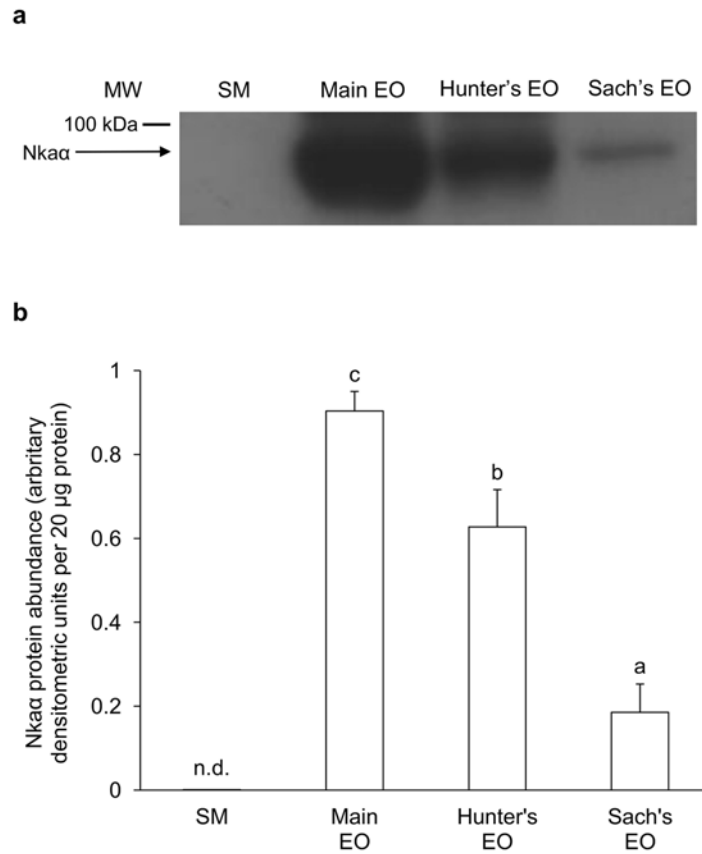 a
MW SM Main EO Hunter's EO Sach's EO
100 kDa
Nkaα
b
Nkaα protein abundance (arbritary
densitometric units per 20 µg protein)
1
0.8
0.6
0.4
0.2
0
n.d.
c
b
a
SM Main Hunter's Sach's
EO EO EO